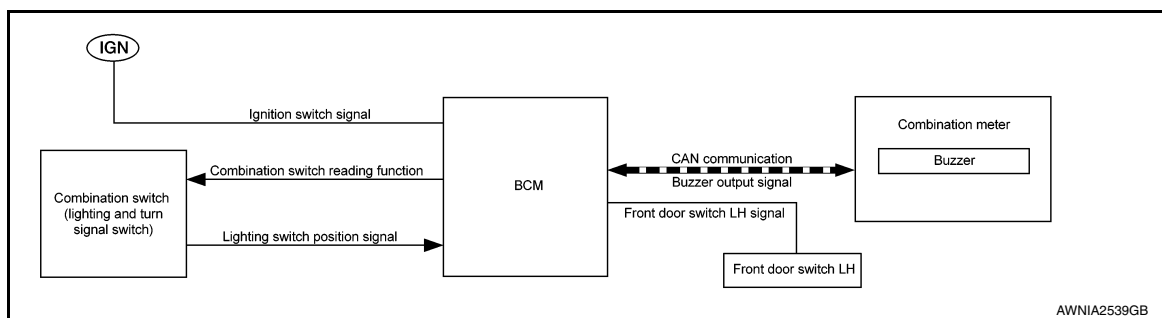 IGN
Ignition switch signal
Combination switch reading function
Combination switch
(lighting and turn
signal switch)
Lighting switch position signal
BCM
CAN communication
Buzzer output signal
Front door switch LH signal
Front door switch LH
Combination meter
Buzzer
AWNIA2539GB